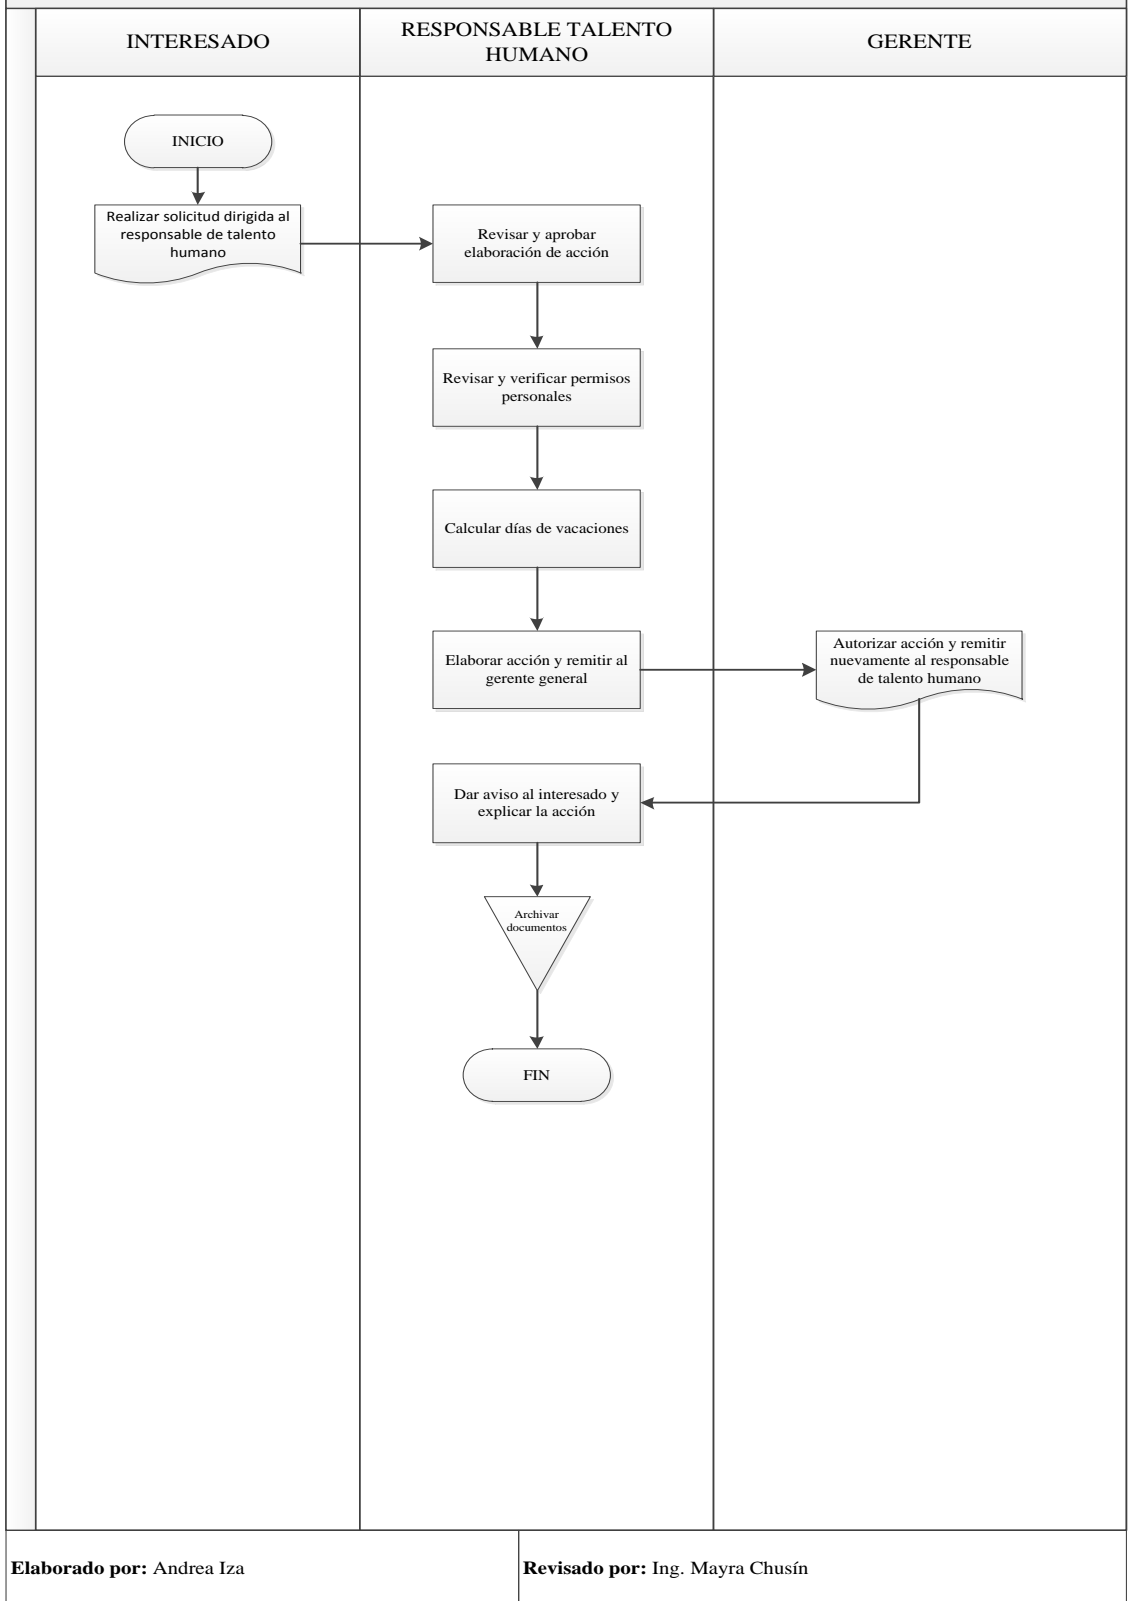 INTERESADO
RESPONSABLE TALENTO
HUMANO
GERENTE
INICIO
Realizar solicitud dirigida al
responsable de talento
humano
Revisar y aprobar
elaboración de acción
Revisar y verificar permisos
personales
Calcular días de vacaciones
Elaborar acción y remitir al
gerente general
Autorizar acción y remitir
nuevamente al responsable
de talento humano
Dar aviso al interesado y
explicar la acción
Archivar
documentos
FIN
Elaborado por: Andrea Iza
Revisado por: Ing. Mayra Chusín